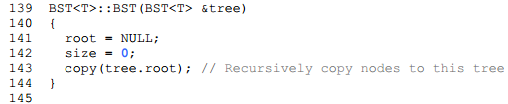 139 BST<T>::BST(BST<T> &tree)
140 {
141   root = NULL;
142   size = 0;
143   copy(tree.root); // Recursively copy nodes to this tree
144 }
145